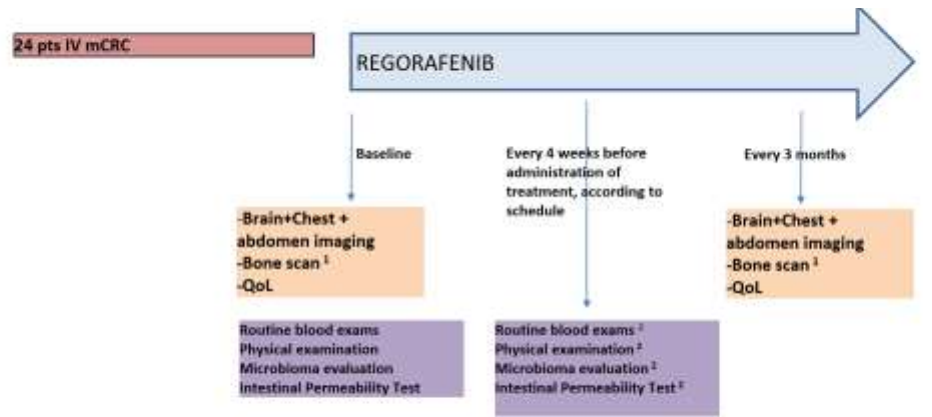 24 pts IV mCRC
REGORAFENIB
Baseline
Every 4 weeks before
administration of
treatment, according to
schedule
Every 3 months
-Brain+Chest +
abdomen imaging
-Bone scan ¹
-QoL
-Brain+Chest +
abdomen imaging
-Bone scan ¹
-QoL
Routine blood exams
Physical examination
Microbioma evaluation
Intestinal Permeability Test
Routine blood exams ²
Physical examination ²
Microbioma evaluation ²
Intestinal Permeability Test ²